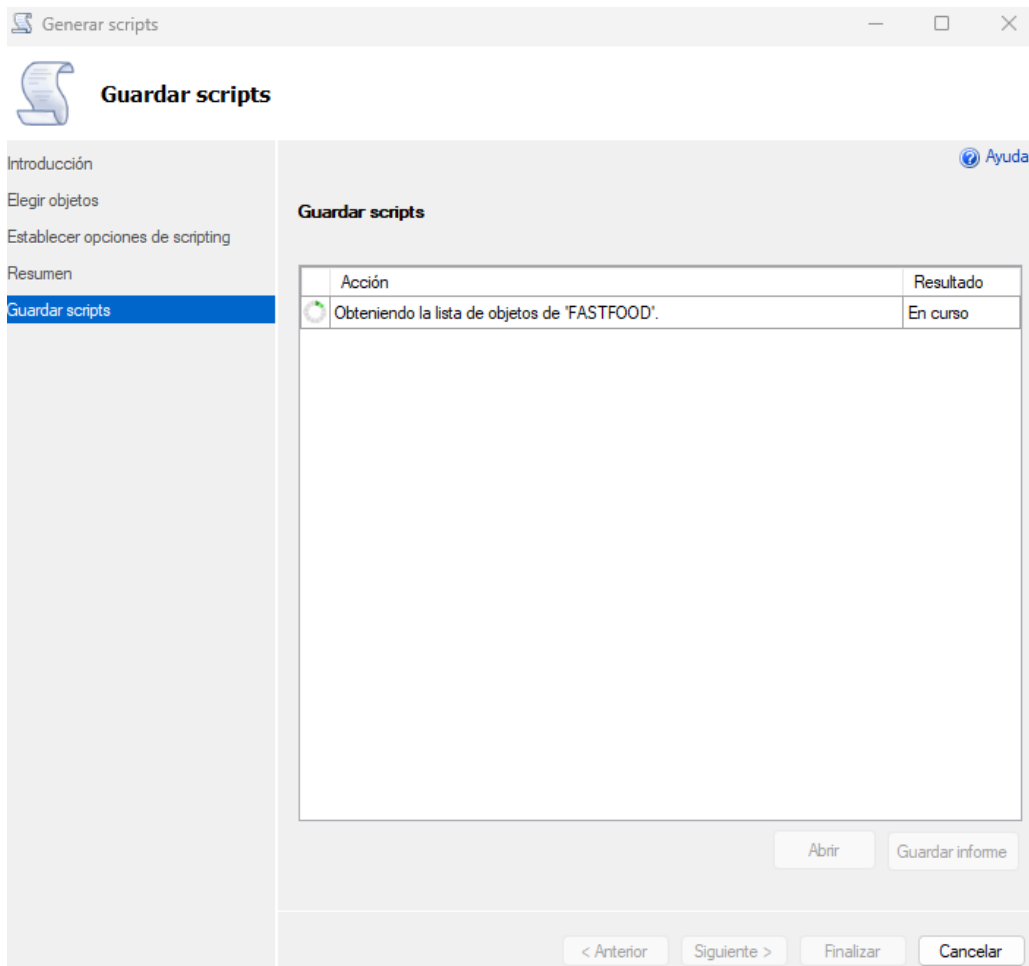 Generar scripts
Guardar scripts
Ayuda
Introducción
Elegir objetos
Establecer opciones de scripting
Resumen
Guardar scripts
Guardar scripts
Acción Resultado
Obteniendo la lista de objetos de 'FASTFOOD'. En curso
Abrir Guardar informe
< Anterior Siguiente > Finalizar Cancelar